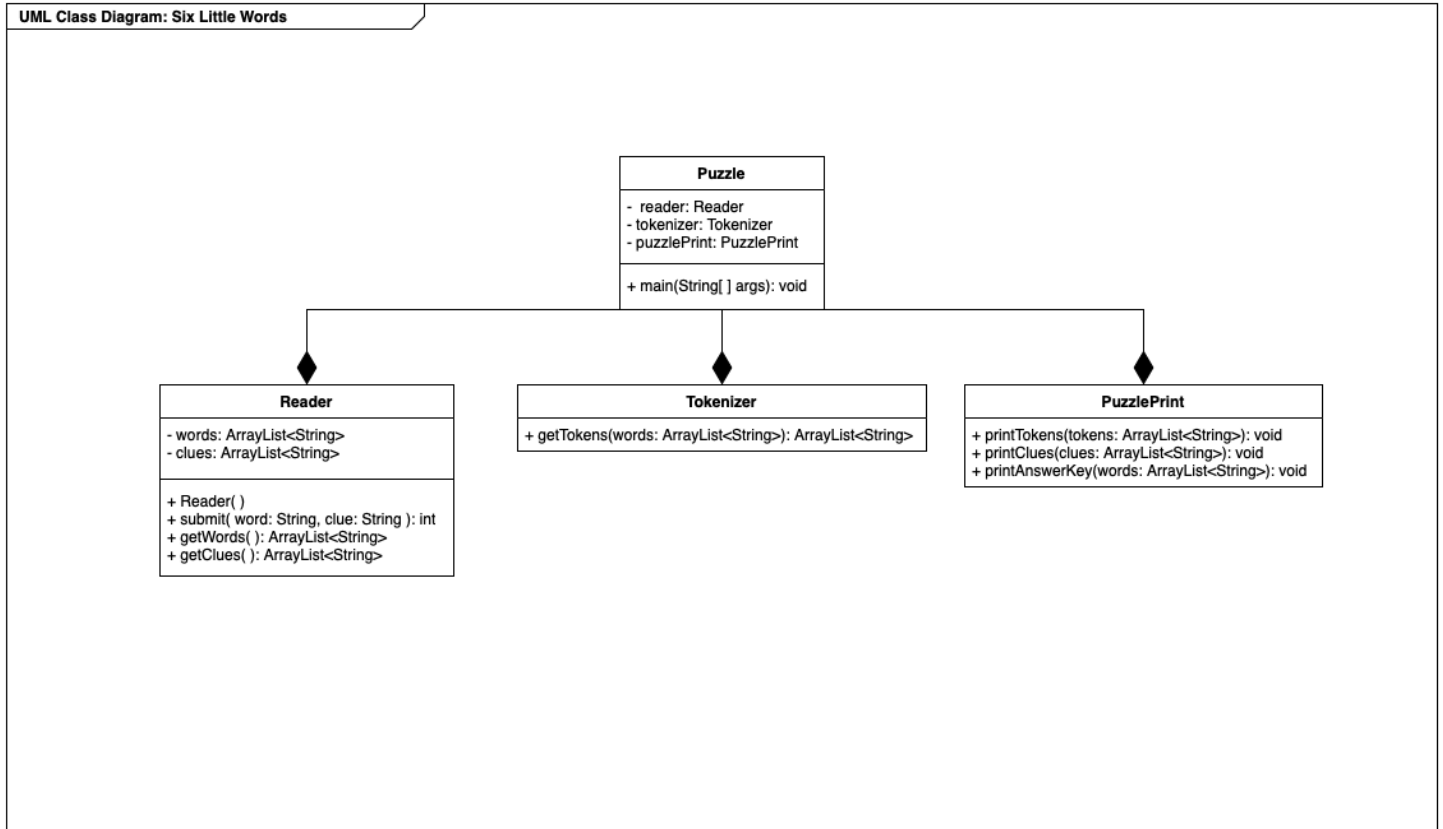 UML Class Diagram: Six Little Words
Puzzle
- reader: Reader
- tokenizer: Tokenizer
- puzzlePrint: PuzzlePrint
+ main(String[ ] args): void
Reader
- words: ArrayList<String>
- clues: ArrayList<String>
+ Reader( )
+ submit( word: String, clue: String ): int
+ getWords( ): ArrayList<String>
+ getClues( ): ArrayList<String>
Tokenizer
+ getTokens(words: ArrayList<String>): ArrayList<String>
PuzzlePrint
+ printTokens(tokens: ArrayList<String>): void
+ printClues(clues: ArrayList<String>): void
+ printAnswerKey(words: ArrayList<String>): void